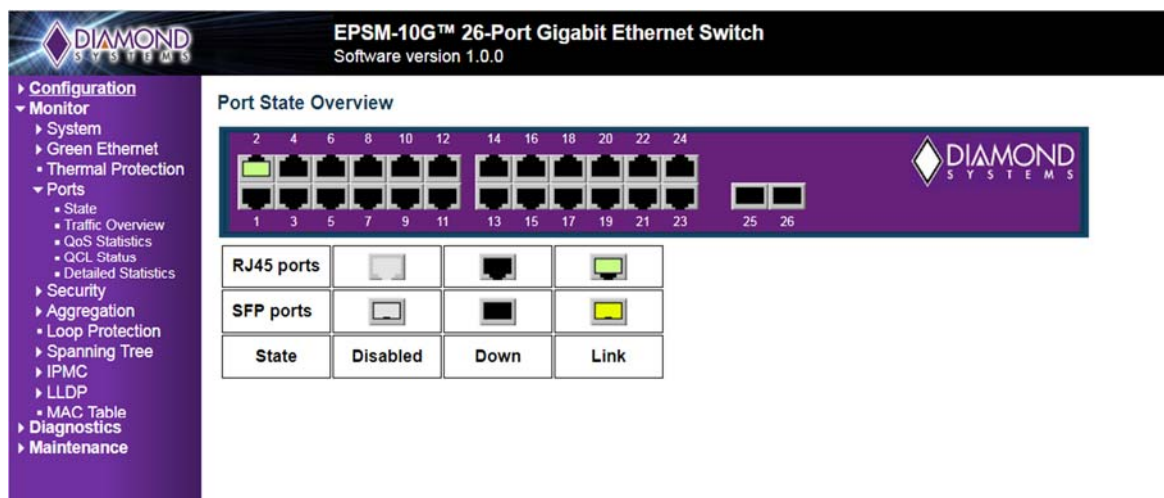 DIAMOND
SYSTEMS
EPSM-10G™ 26-Port Gigabit Ethernet Switch
Software version 1.0.0
Configuration
Monitor
System
Green Ethernet
Thermal Protection
Ports
State
Traffic Overview
QoS Statistics
QCL Status
Detailed Statistics
Security
Aggregation
Loop Protection
Spanning Tree
IPMC
LLDP
MAC Table
Diagnostics
Maintenance
Port State Overview
2 4 6 8 10 12 14 16 18 20 22 24
DIAMOND
SYSTEMS
1 3 5 7 9 11 13 15 17 19 21 23 25 26
RJ45 ports
SFP ports
State Disabled Down Link